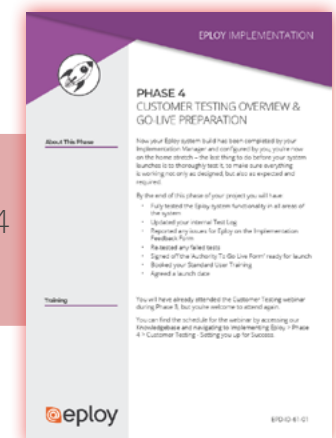 EPLOY IMPLEMENTATION
PHASE 4
CUSTOMER TESTING OVERVIEW &
GO-LIVE PREPARATION
About This Phase
Now your Eploy system build has been completed by your
Implementation Manager and configured by you, you're now
on the home stretch – the last thing to do before your system
launches is to thoroughly test it, to make sure everything
is working not only as designed, but also as expected and
required.
By the end of this phase of your project you will have:
• Fully tested the Eploy system functionality in all areas of
the system
• Updated your internal Test Log
• Reported any issues for Eploy on the Implementation
Feedback Form
• Re-tested any failed tests
• Signed off the 'Authority To Go Live Form' ready for launch
• Booked your Standard User Training
• Agreed a launch date
4
Training
You will have already attended the Customer Testing webinar
during Phase 3, but you're welcome to attend again.
You can find the schedule for the webinar by accessing our
Knowledgebase and navigating to Implementing Eploy > Phase
4 > Customer Testing - Setting you up for Success.
eploy
EPD-IO-61-01